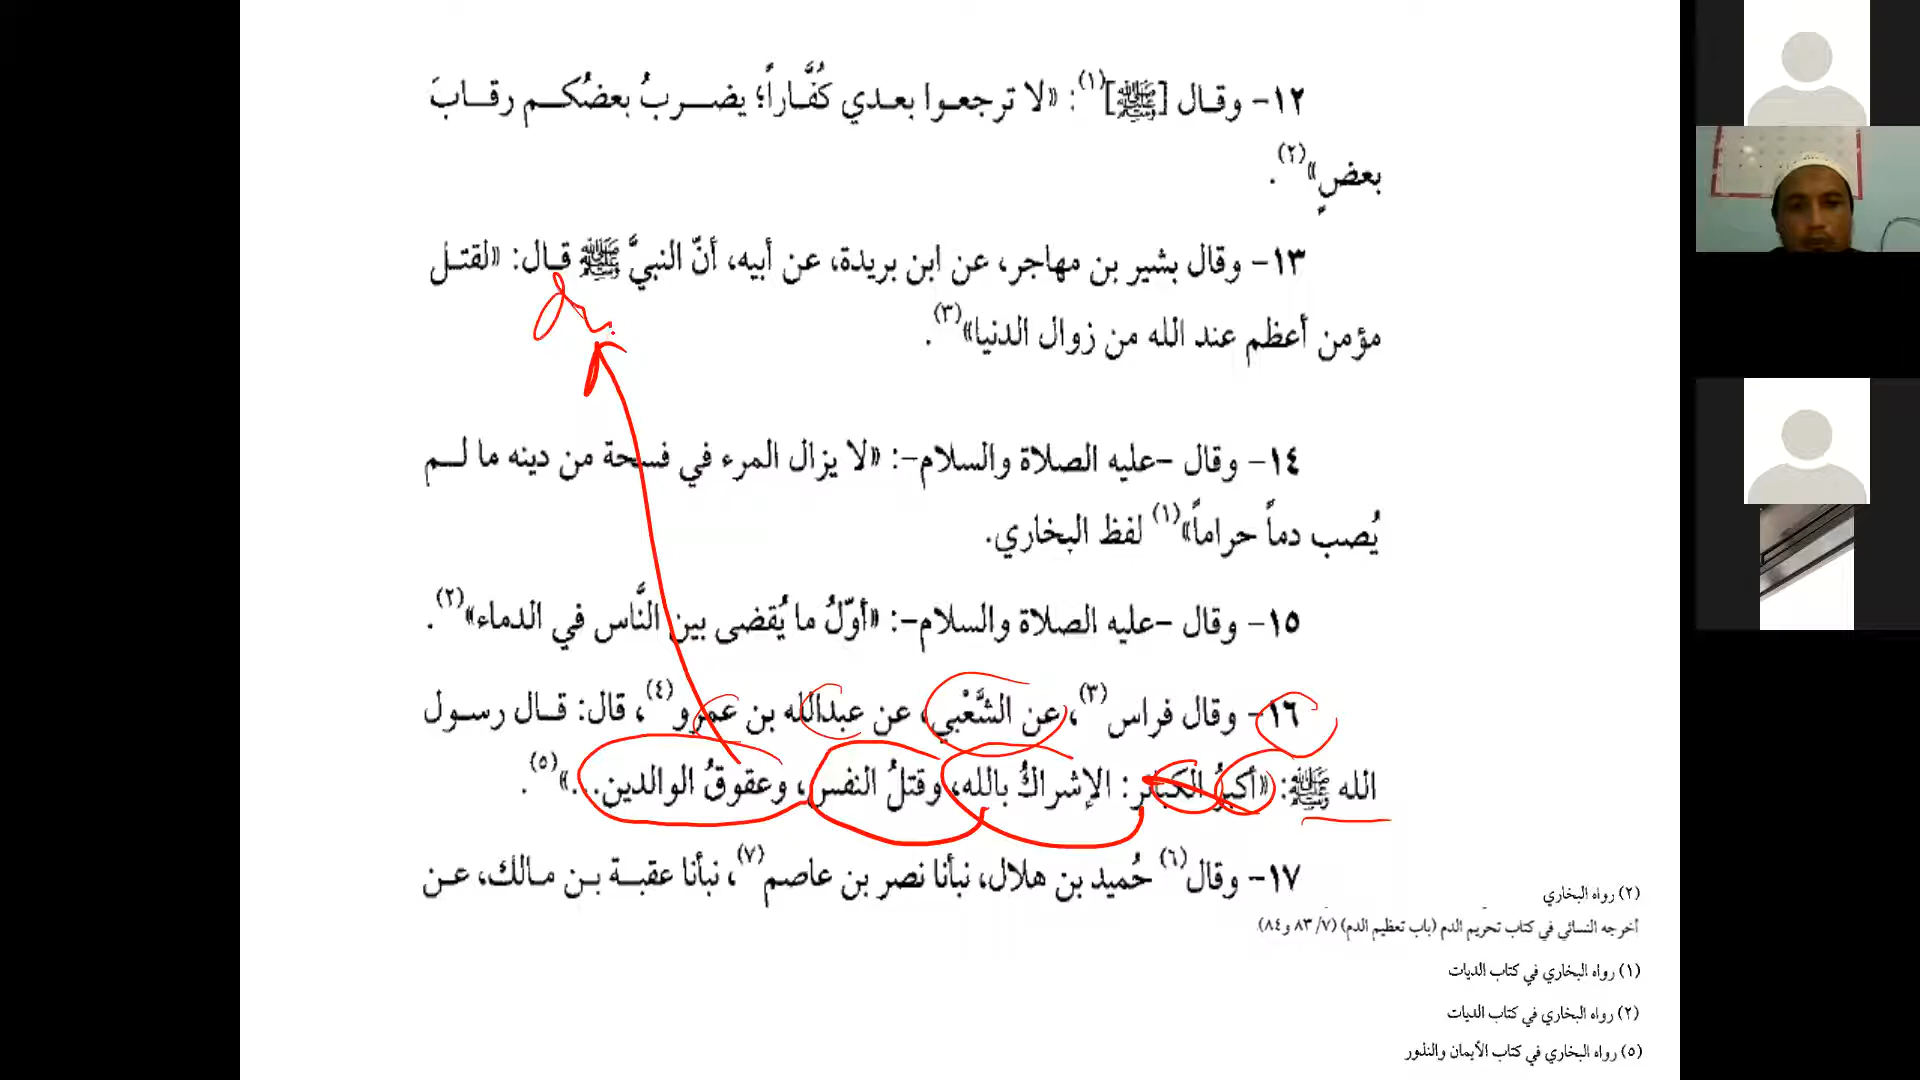 ١٢- وقال [ﷺ](١): «لا ترجعوا بعدي كُفَّاراً؛ يضربُ بعضُكم رقابَ
بعضٍ»(٢).
١٣- وقال بشير بن مهاجر، عن ابن بريدة، عن أبيه، أنّ النبيَّ ﷺ قال: «لقتل
مؤمن أعظم عند الله من زوال الدنيا»(٣).
١٤- وقال -عليه الصلاة والسلام-: «لا يزال المرء في فسحة من دينه ما لم
يُصب دماً حراماً»(١) لفظ البخاري.
١٥- وقال -عليه الصلاة والسلام-: «أوّلُ ما يُقضى بين النَّاس في الدماء»(٢).
١٦- وقال فراس(٣)، عن الشَّعْبي، عن عبدالله بن عمرو(٤)، قال: قال رسول
الله ﷺ: «أكبرُ الكبائر: الإشراكُ بالله، وقتلُ النفس، وعقوقُ الوالدين...»(٥).
١٧- وقال(٦) حُميد بن هلال، نبأنا نصر بن عاصم(٧)، نبأنا عقبة بن مالك، عن
(٢) رواه البخاري
أخرجه النسائي في كتاب تحريم الدم (باب تعظيم الدم) (٧/ ٨٣ و٨٤).
(١) رواه البخاري في كتاب الديات
(٢) رواه البخاري في كتاب الديات
(٥) رواه البخاري في كتاب الأيمان والنذور